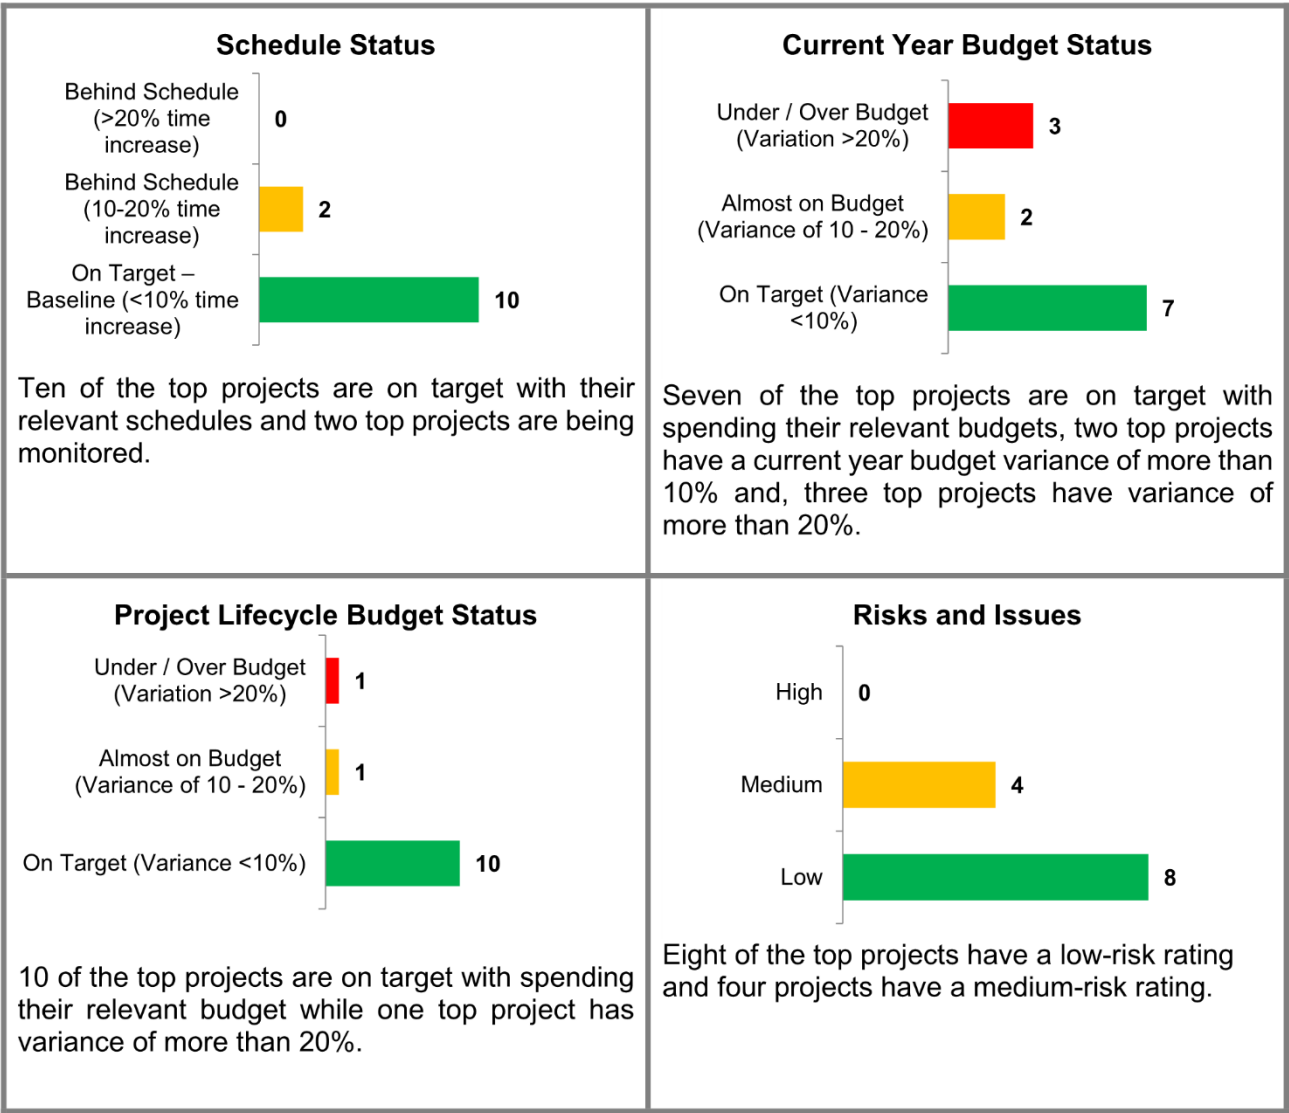 Schedule Status
Behind Schedule
(>20% time
increase)
0
Behind Schedule
(10-20% time
increase)
2
On Target –
Baseline (<10% time
increase)
10
Ten of the top projects are on target with their
relevant schedules and two top projects are being
monitored.
Current Year Budget Status
Under / Over Budget
(Variation >20%)
3
Almost on Budget
(Variance of 10 - 20%)
2
On Target (Variance
<10%)
7
Seven of the top projects are on target with
spending their relevant budgets, two top projects
have a current year budget variance of more than
10% and, three top projects have variance of
more than 20%.
Project Lifecycle Budget Status
Under / Over Budget
(Variation >20%)
1
Almost on Budget
(Variance of 10 - 20%)
1
On Target (Variance <10%)
10
10 of the top projects are on target with spending
their relevant budget while one top project has
variance of more than 20%.
Risks and Issues
High
0
Medium
4
Low
8
Eight of the top projects have a low-risk rating
and four projects have a medium-risk rating.